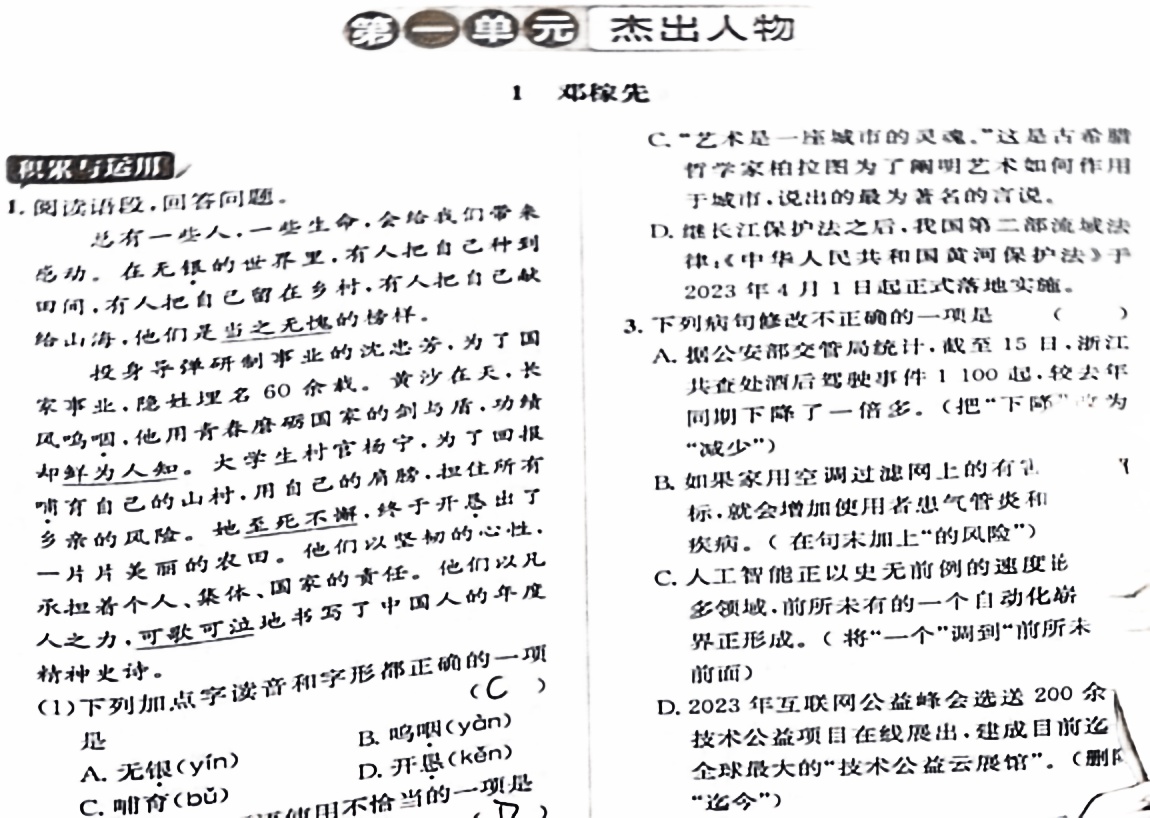 第一单元 杰出人物
1 邓稼先
积累与运用
1. 阅读语段,回答问题。
总有一些人,一些生命,会给我们带来
感动。在无银的世界里,有人把自己种到
田间,有人把自己留在乡村,有人把自己献
给山海,他们是当之无愧的榜样。
投身导弹研制事业的沈忠芳,为了国
家事业,隐姓埋名 60 余载。黄沙在天,长
风呜咽,他用青春磨砺国家的剑与盾,功绩
却鲜为人知。大学生村官杨宁,为了回报
哺育自己的山村,用自己的肩膀,担住所有
乡亲的风险。她至死不懈,终于开恳出了
一片片美丽的农田。他们以坚韧的心性,
承担着个人、集体、国家的责任。他们以凡
人之力,可歌可泣地书写了中国人的年度
精神史诗。
(1)下列加点字读音和字形都正确的一项
是 ( C )
A. 无银(yín) B. 呜咽(yàn)
C. 哺育(bǔ) D. 开恳(kěn)
使用不恰当的一项是
( D )
C. “艺术是一座城市的灵魂。”这是古希腊
哲学家柏拉图为了阐明艺术如何作用
于城市,说出的最为著名的言说。
D. 继长江保护法之后,我国第二部流域法
律:《中华人民共和国黄河保护法》于
2023 年 4 月 1 日起正式落地实施。
3. 下列病句修改不正确的一项是 ( )
A. 据公安部交管局统计,截至 15 日,浙江
共查处酒后驾驶事件 1 100 起,较去年
同期下降了一倍多。(把“下降”改为
“减少”)
B. 如果家用空调过滤网上的有害
标,就会增加使用者患气管炎和
疾病。( 在句末加上“的风险”)
C. 人工智能正以史无前例的速度
多领域,前所未有的一个自动化崭
界正形成。( 将“一个”调到“前所未
前面)
D. 2023 年互联网公益峰会选送 200 余
技术公益项目在线展出,建成目前迄
全球最大的“技术公益云展馆”。(删
“迄今”)